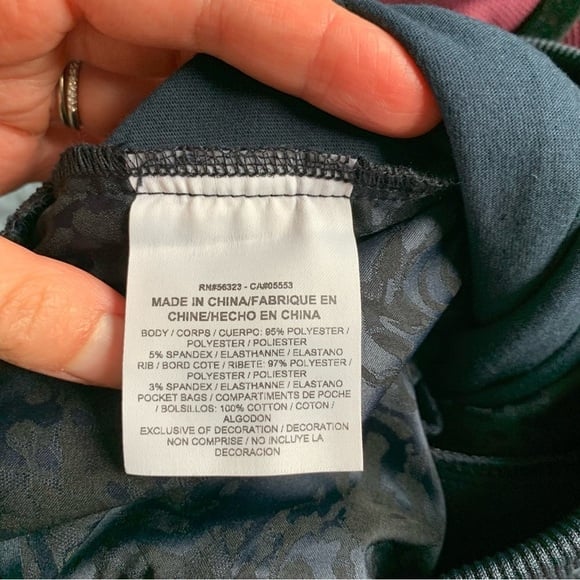 RN#56323 - CA#05553
MADE IN CHINA/FABRIQUE EN
CHINE/HECHO EN CHINA
BODY / CORPS / CUERPO: 95% POLYESTER /
POLYESTER / POLIESTER
5% SPANDEX / ELASTHANNE / ELASTANO
RIB / BORD COTE / RIBETE: 97% POLYESTER /
POLYESTER / POLIESTER
3% SPANDEX / ELASTHANNE / ELASTANO
POCKET BAGS / COMPARTIMENTS DE POCHE
/ BOLSILLOS: 100% COTTON / COTON /
ALGODON
EXCLUSIVE OF DECORATION / DECORATION
NON COMPRISE / NO INCLUYE LA
DECORACION